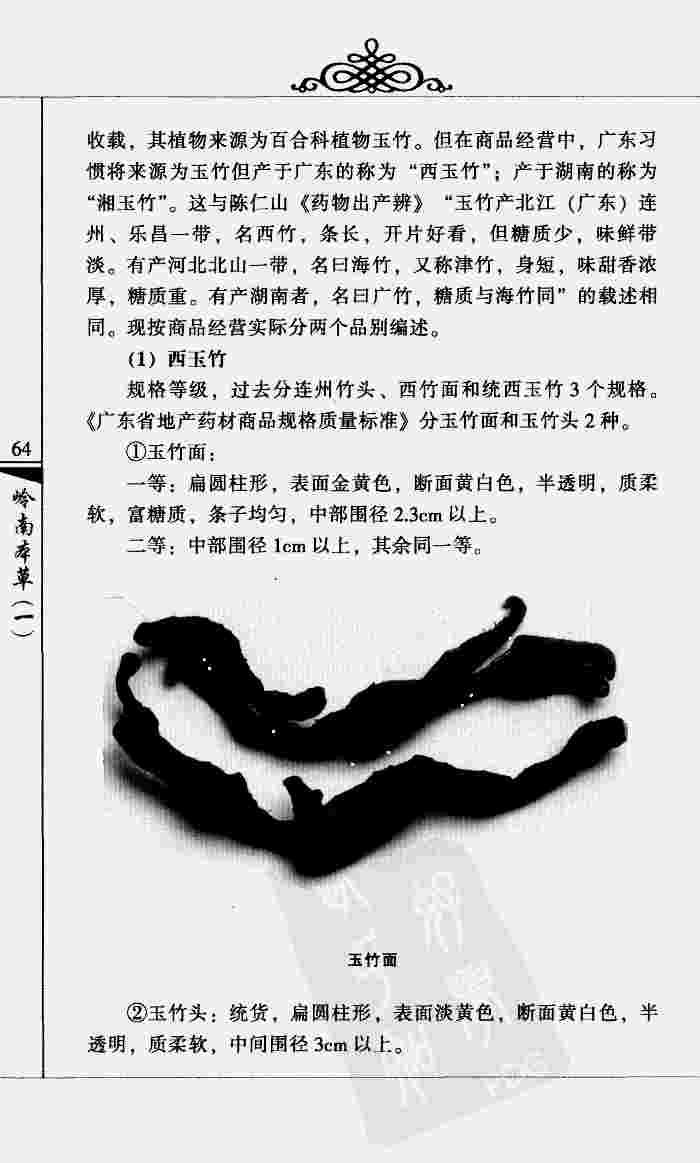 收载，其植物来源为百合科植物玉竹。但在商品经营中，广东习
惯将来源为玉竹但产于广东的称为“西玉竹”；产于湖南的称为
“湘玉竹”。这与陈仁山《药物出产辨》“玉竹产北江（广东）连
州、乐昌一带，名西竹，条长，开片好看，但糖质少，味鲜带
淡。有产河北北山一带，名曰海竹，又称津竹，身短，味甜香浓
厚，糖质重。有产湖南者，名曰广竹，糖质与海竹同”的载述相
同。现按商品经营实际分两个品别编述。
（1）西玉竹
规格等级，过去分连州竹头、西竹面和统西玉竹3个规格。
《广东省地产药材商品规格质量标准》分玉竹面和玉竹头2种。
①玉竹面：
一等：扁圆柱形，表面金黄色，断面黄白色，半透明，质柔
软，富糖质，条子均匀，中部围径2.3cm以上。
二等：中部围径1cm以上，其余同一等。
玉竹面
②玉竹头：统货，扁圆柱形，表面淡黄色，断面黄白色，半
透明，质柔软，中间围径3cm以上。
64
岭南本草（一）